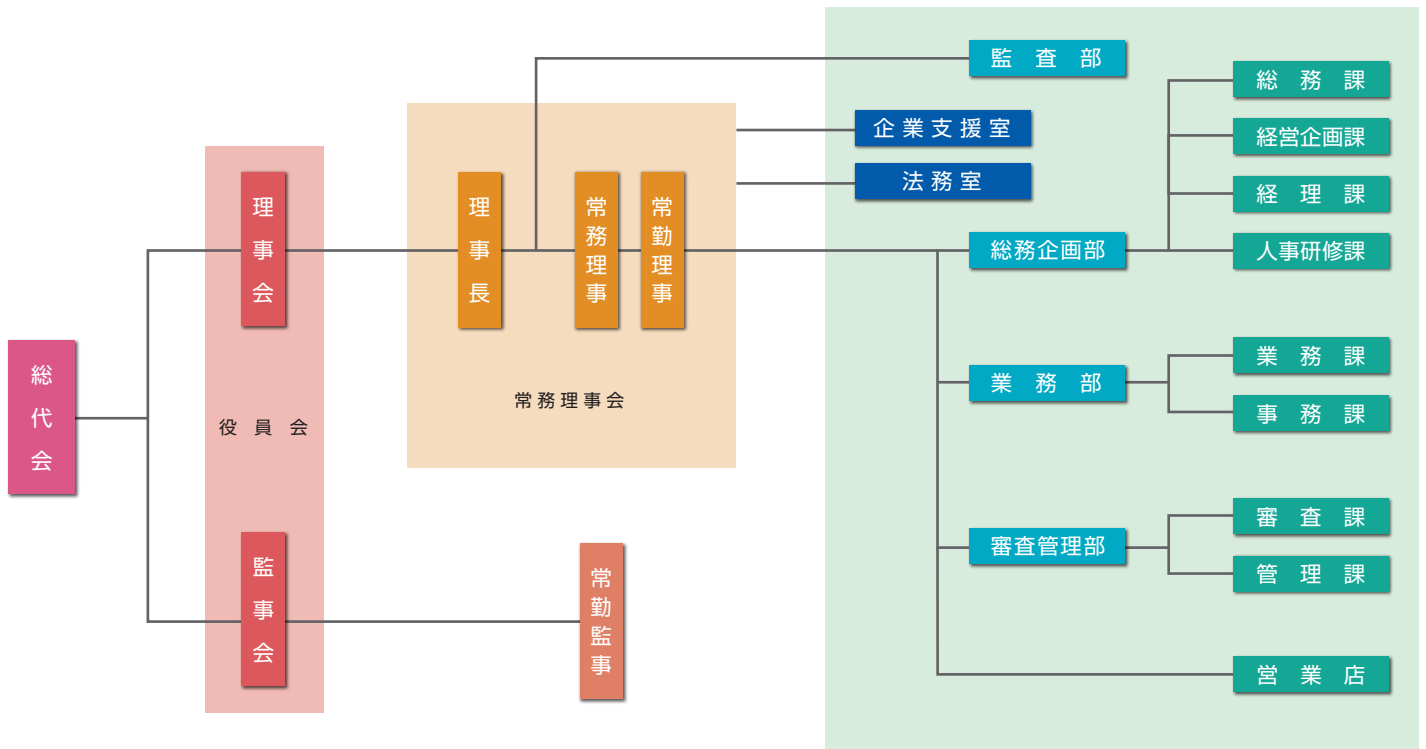 総代会
役員会
理事会
監事会
常務理事会
理事長
常務理事
常勤理事
常勤監事
監査部
企業支援室
法務室
総務企画部
総務課
経営企画課
経理課
人事研修課
業務部
業務課
事務課
審査管理部
審査課
管理課
営業店